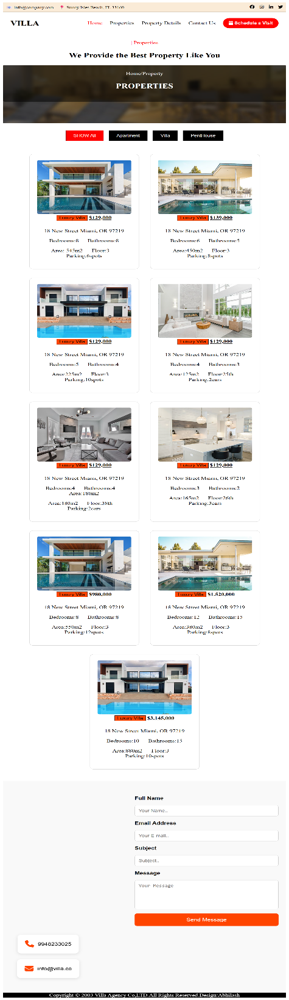 info@company.com Sunny Isles Beach, FL 33160
VILLA Home Properties Property Details Contact Us Schedule a Visit
| Properties
We Provide the Best Property Like You
Home/Property
PROPERTIES
SHOW All Apartment Villa PentHouse
Luxury Villa $129,000
18 New Street Miami, OR 97219
Bedrooms:8 Bathrooms:8
Area: 545m2 Floor:3
Parking:6spots
Luxury Villa $139,000
18 New Street Miami, OR 97219
Bedrooms:6 Bathrooms:5
Area:450m2 Floor:3
Parking:8spots
Luxury Villa $129,000
18 New Street Miami, OR 97219
Bedrooms:5 Bathrooms:4
Area:225m2 Floor:3
Parking:10spots
Luxury Villa $129,000
18 New Street Miami, OR 97219
Bedrooms:4 Bathrooms:3
Area:125m2 Floor:25th
Parking:2cars
Luxury Villa $129,000
18 New Street Miami, OR 97219
Bedrooms:4 Bathrooms:4
Area:180m2
Area:180m2 Floor:38th
Parking:2cars
Luxury Villa $129,000
18 New Street Miami, OR 97219
Bedrooms:3 Bathrooms:2
Area:165m2 Floor:26th
Parking:3cars
Luxury Villa $980,000
18 New Street Miami, OR 97219
Bedrooms:8 Bathrooms:8
Area:550m2 Floor:3
Parking:12spots
Luxury Villa $1.520,000
18 New Street Miami, OR 97219
Bedrooms:12 Bathrooms:15
Area:380m2 Floor:3
Parking:8spots
Luxury Villa $3.145,000
18 New Street Miami, OR 97219
Bedrooms:10 Bathrooms:15
Area:880m2 Floor:3
Parking:10spots
Full Name
Your Name..
Email Address
Your E-mail..
Subject
Subject..
Message
Your Message
Send Message
9948233025
info@villa.co
Copyright © 2003 Villa Agency Co,LTD.All Rights Reserved.Design:Abhilash